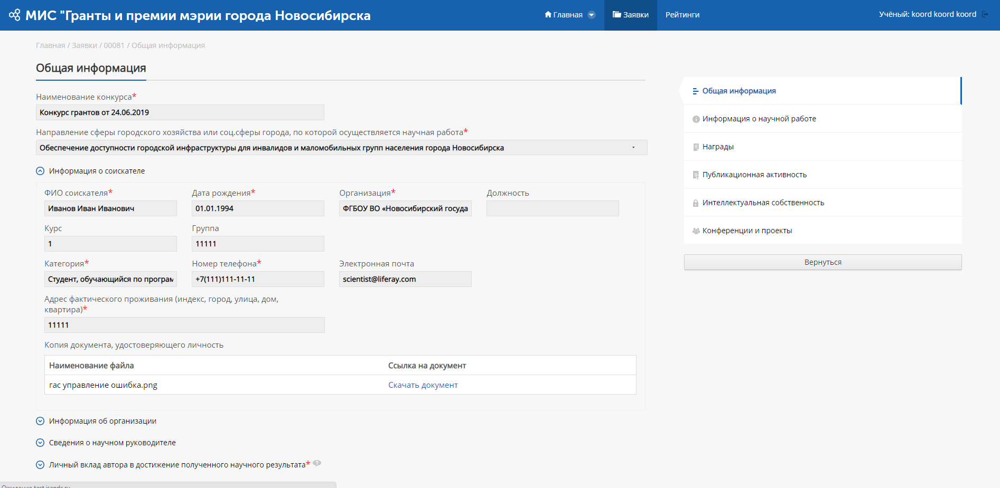 МИС "Гранты и премии мэрии города Новосибирска
Главная
Заявки
Рейтинги
Учёный: koord koord koord
Главная / Заявки / 00081 / Общая информация
Общая информация
Наименование конкурса*
Конкурс грантов от 24.06.2019
Направление сферы городского хозяйства или соц.сферы города, по которой осуществляется научная работа*
Обеспечение доступности городской инфраструктуры для инвалидов и маломобильных групп населения города Новосибирска
Информация о соискателе
ФИО соискателя* Дата рождения* Организация* Должность
Иванов Иван Иванович 01.01.1994 ФГБОУ ВО «Новосибирский госуда
Курс Группа
1 11111
Категория* Номер телефона* Электронная почта
Студент, обучающийся по програм +7(111)111-11-11 scientist@liferay.com
Адрес фактического проживания (индекс, город, улица, дом,
квартира)*
11111
Копия документа, удостоверяющего личность
Наименование файла Ссылка на документ
гас управление ошибка.png Скачать документ
Информация об организации
Сведения о научном руководителе
Личный вклад автора в достижение полученного научного результата*
Общая информация
Информация о научной работе
Награды
Публикационная активность
Интеллектуальная собственность
Конференции и проекты
Вернуться
Ожидание test.isands.ru